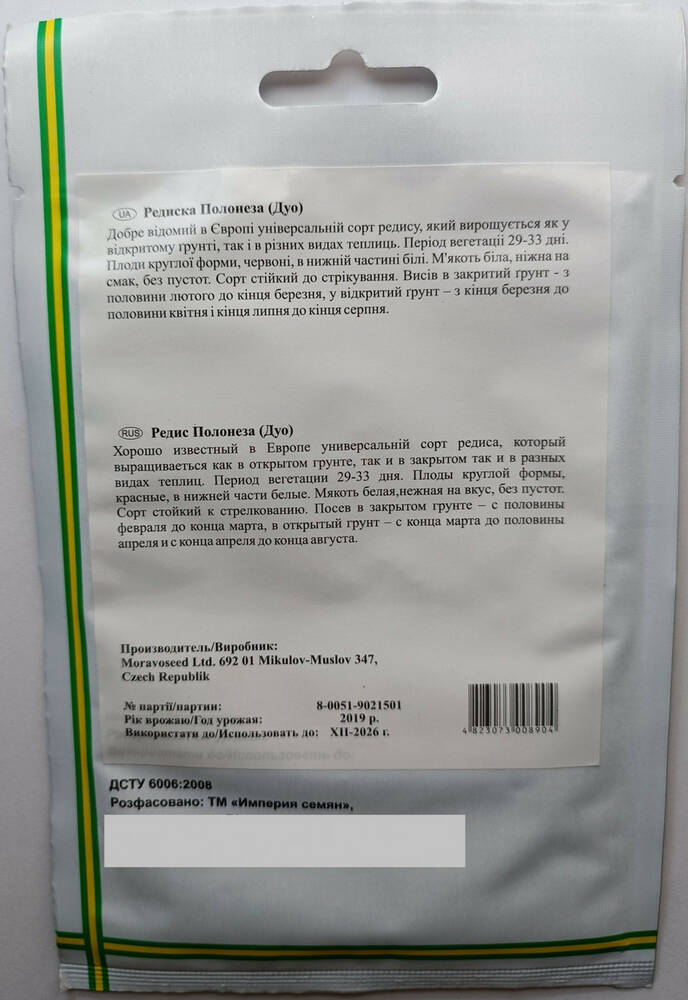 UA Редиска Полонеза (Дуо)
Добре відомий в Європі універсальній сорт редису, який вирощується як у
відкритому ґрунті, так і в різних видах теплиць. Період вегетації 29-33 дні.
Плоди круглої форми, червоні, в нижній частині білі. М'якоть біла, ніжна на
смак, без пустот. Сорт стійкий до стрікування. Висів в закритий ґрунт - з
половини лютого до кінця березня, у відкритий ґрунт – з кінця березня до
половини квітня і кінця липня до кінця серпня.
RUS Редис Полонеза (Дуо)
Хорошо известный в Европе универсальній сорт редиса, который
выращиваеться как в открытом грунте, так и в закрытом так и в разных
видах теплиц. Период вегетации 29-33 дня. Плоды круглой формы,
красные, в нижней части белые. Мякоть белая,нежная на вкус, без пустот.
Сорт стойкий к стрелкованию. Посев в закрытом грунте – с половины
февраля до конца марта, в открытый грунт – с конца марта до половины
апреля и с конца апреля до конца августа.
Производитель/Виробник:
Moravoseed Ltd. 692 01 Mikulov-Muslov 347,
Czech Republik
№ партії/партии: 8-0051-9021501
Рік врожаю/Год урожая: 2019 р.
Використати до/Использовать до: XII-2026 г.
Використати до/Использовать до.
4823073008904
ДСТУ 6006:2008
Розфасовано: ТМ «Империя семян»,